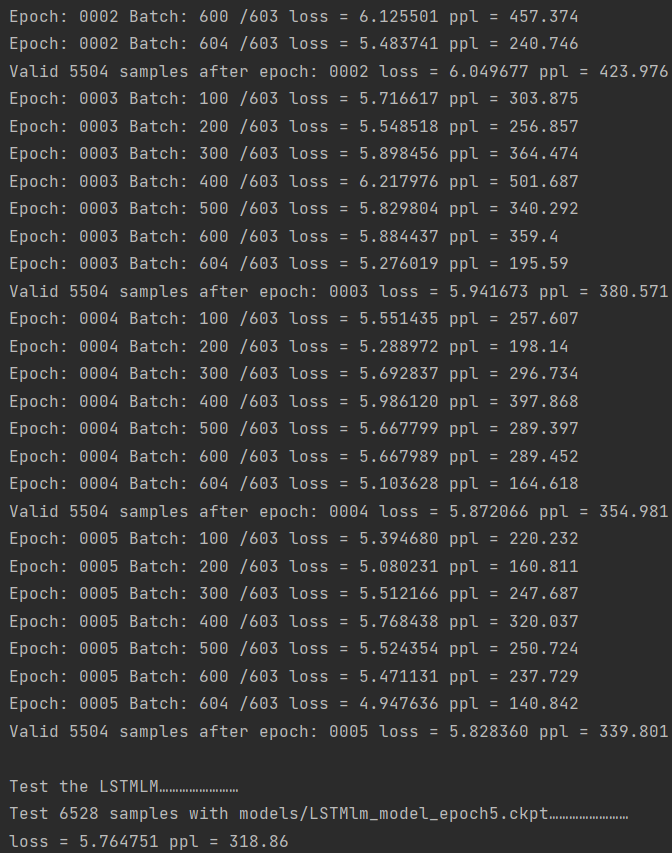 Epoch: 0002 Batch: 600 /603 loss = 6.125501 ppl = 457.374
Epoch: 0002 Batch: 604 /603 loss = 5.483741 ppl = 240.746
Valid 5504 samples after epoch: 0002 loss = 6.049677 ppl = 423.976
Epoch: 0003 Batch: 100 /603 loss = 5.716617 ppl = 303.875
Epoch: 0003 Batch: 200 /603 loss = 5.548518 ppl = 256.857
Epoch: 0003 Batch: 300 /603 loss = 5.898456 ppl = 364.474
Epoch: 0003 Batch: 400 /603 loss = 6.217976 ppl = 501.687
Epoch: 0003 Batch: 500 /603 loss = 5.829804 ppl = 340.292
Epoch: 0003 Batch: 600 /603 loss = 5.884437 ppl = 359.4
Epoch: 0003 Batch: 604 /603 loss = 5.276019 ppl = 195.59
Valid 5504 samples after epoch: 0003 loss = 5.941673 ppl = 380.571
Epoch: 0004 Batch: 100 /603 loss = 5.551435 ppl = 257.607
Epoch: 0004 Batch: 200 /603 loss = 5.288972 ppl = 198.14
Epoch: 0004 Batch: 300 /603 loss = 5.692837 ppl = 296.734
Epoch: 0004 Batch: 400 /603 loss = 5.986120 ppl = 397.868
Epoch: 0004 Batch: 500 /603 loss = 5.667799 ppl = 289.397
Epoch: 0004 Batch: 600 /603 loss = 5.667989 ppl = 289.452
Epoch: 0004 Batch: 604 /603 loss = 5.103628 ppl = 164.618
Valid 5504 samples after epoch: 0004 loss = 5.872066 ppl = 354.981
Epoch: 0005 Batch: 100 /603 loss = 5.394680 ppl = 220.232
Epoch: 0005 Batch: 200 /603 loss = 5.080231 ppl = 160.811
Epoch: 0005 Batch: 300 /603 loss = 5.512166 ppl = 247.687
Epoch: 0005 Batch: 400 /603 loss = 5.768438 ppl = 320.037
Epoch: 0005 Batch: 500 /603 loss = 5.524354 ppl = 250.724
Epoch: 0005 Batch: 600 /603 loss = 5.471131 ppl = 237.729
Epoch: 0005 Batch: 604 /603 loss = 4.947636 ppl = 140.842
Valid 5504 samples after epoch: 0005 loss = 5.828360 ppl = 339.801
Test the LSTMLM……………………
Test 6528 samples with models/LSTMlm_model_epoch5.ckpt……………………
loss = 5.764751 ppl = 318.86